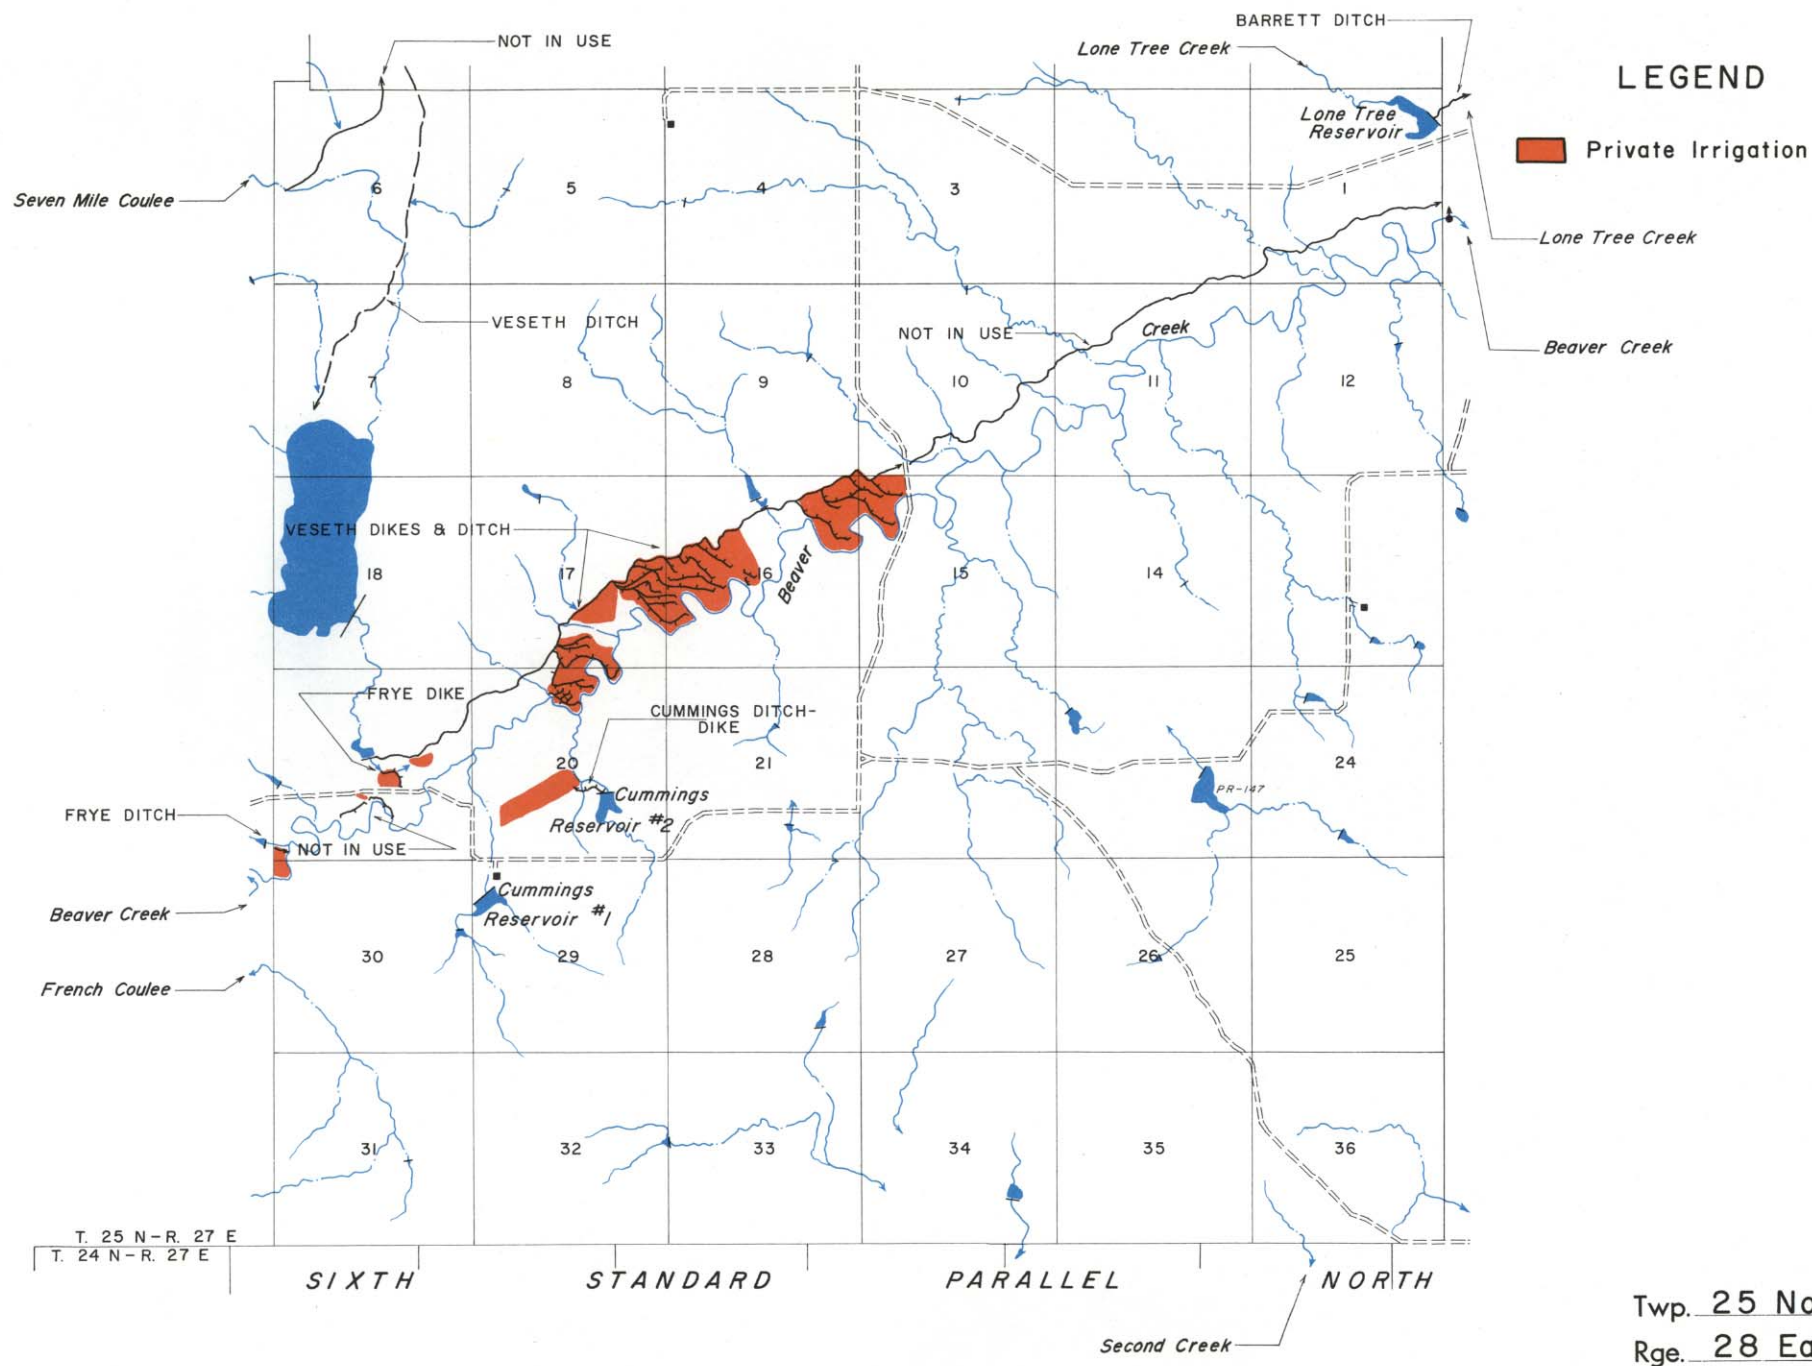 BARRETT DITCH
NOT IN USE
Lone Tree Creek
LEGEND
Lone Tree
Reservoir
Private Irrigation
6
5
4
3
1
Seven Mile Coulee
Lone Tree Creek
VESETH DITCH
NOT IN USE
Creek
Beaver Creek
7
8
9
10
11
12
VESETH DIKES & DITCH
18
17
16
Beaver
15
14
FRYE DIKE
CUMMINGS DITCH-
DIKE
20
21
24
PR-147
Cummings
Reservoir #2
FRYE DITCH
NOT IN USE
Cummings
Reservoir #1
Beaver Creek
30
29
28
27
26
25
French Coulee
31
32
33
34
35
36
T. 25 N-R. 27 E
T. 24 N-R. 27 E
SIXTH STANDARD PARALLEL NORTH
Twp. 25 No
Second Creek
Rge. 28 Ea